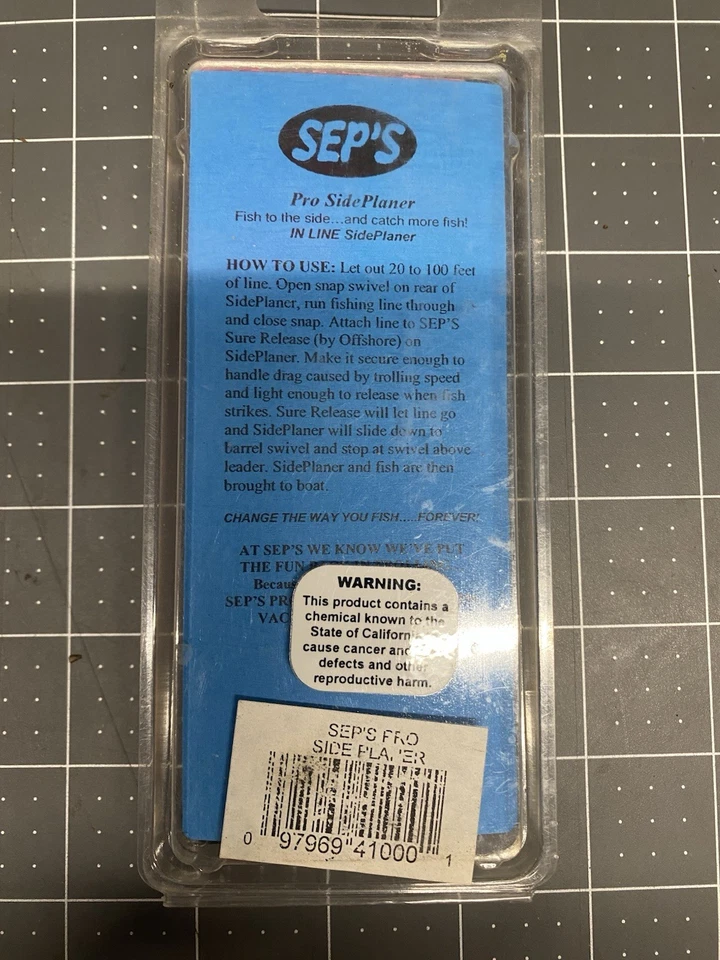 SEP'S
Pro SidePlaner
Fish to the side...and catch more fish!
IN LINE SidePlaner
HOW TO USE: Let out 20 to 100 feet
of line. Open snap swivel on rear of
SidePlaner, run fishing line through
and close snap. Attach line to SEP'S
Sure Release (by Offshore) on
SidePlaner. Make it secure enough to
handle drag caused by trolling speed
and light enough to release when fish
strikes. Sure Release will let line go
and SidePlaner will slide down to
barrel swivel and stop at swivel above
leader. SidePlaner and fish are then
brought to boat.
CHANGE THE WAY YOU FISH.....FOREVER!
AT SEP'S WE KNOW WE'VE PUT
THE FUN
Becaus
SEP'S PR
VAC
WARNING:
This product contains a
chemical known to the
State of California
cause cancer and
defects and other
reproductive harm.
SEP'S PRO
SIDE PLANER
0 97969 41000 1